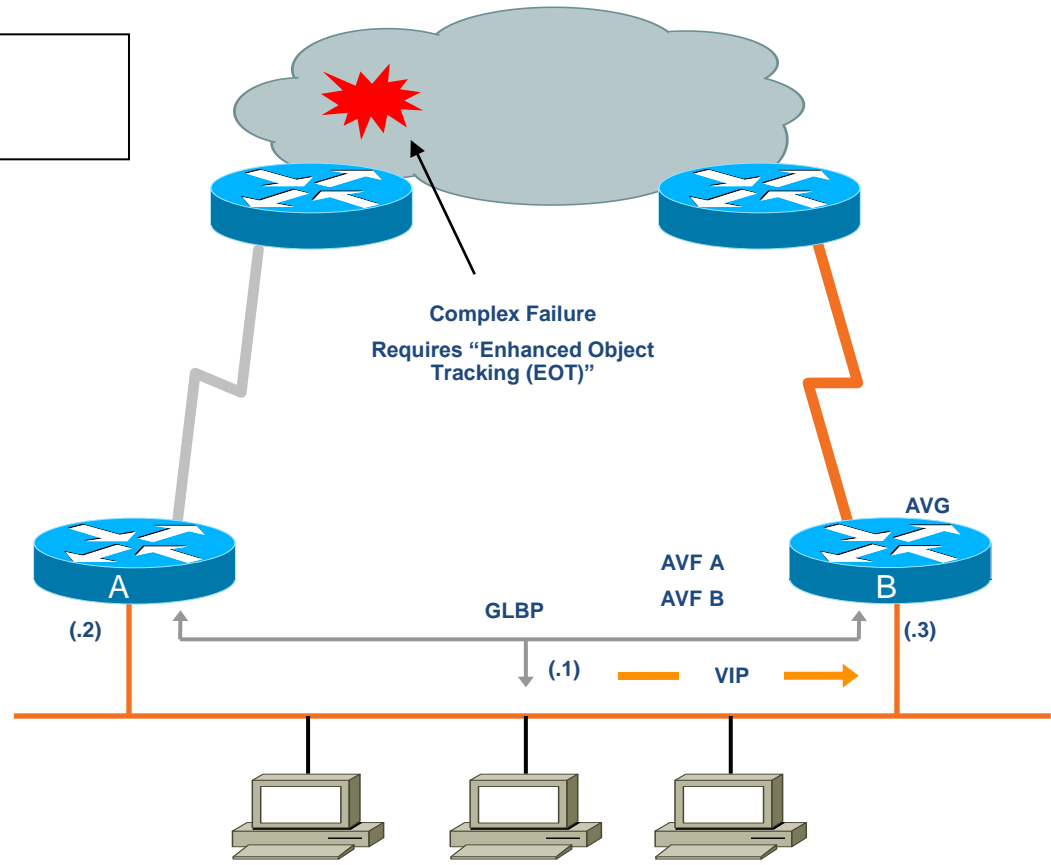 Complex Failure
Requires “Enhanced Object
Tracking (EOT)”
AVG
A
B
AVF A
AVF B
GLBP
(.2)
(.3)
(.1)
VIP